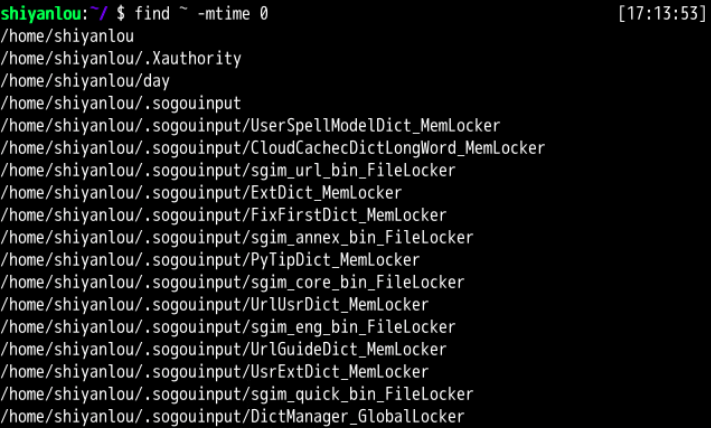 shiyanlou:~/ $ find ~ -mtime 0 [17:13:53]
/home/shiyanlou
/home/shiyanlou/.Xauthority
/home/shiyanlou/day
/home/shiyanlou/.sogouinput
/home/shiyanlou/.sogouinput/UserSpellModelDict_MemLocker
/home/shiyanlou/.sogouinput/CloudCachecDictLongWord_MemLocker
/home/shiyanlou/.sogouinput/sgim_url_bin_FileLocker
/home/shiyanlou/.sogouinput/ExtDict_MemLocker
/home/shiyanlou/.sogouinput/FixFirstDict_MemLocker
/home/shiyanlou/.sogouinput/sgim_annex_bin_FileLocker
/home/shiyanlou/.sogouinput/PyTipDict_MemLocker
/home/shiyanlou/.sogouinput/sgim_core_bin_FileLocker
/home/shiyanlou/.sogouinput/UrlUsrDict_MemLocker
/home/shiyanlou/.sogouinput/sgim_eng_bin_FileLocker
/home/shiyanlou/.sogouinput/UrlGuideDict_MemLocker
/home/shiyanlou/.sogouinput/UsrExtDict_MemLocker
/home/shiyanlou/.sogouinput/sgim_quick_bin_FileLocker
/home/shiyanlou/.sogouinput/DictManager_GlobalLocker